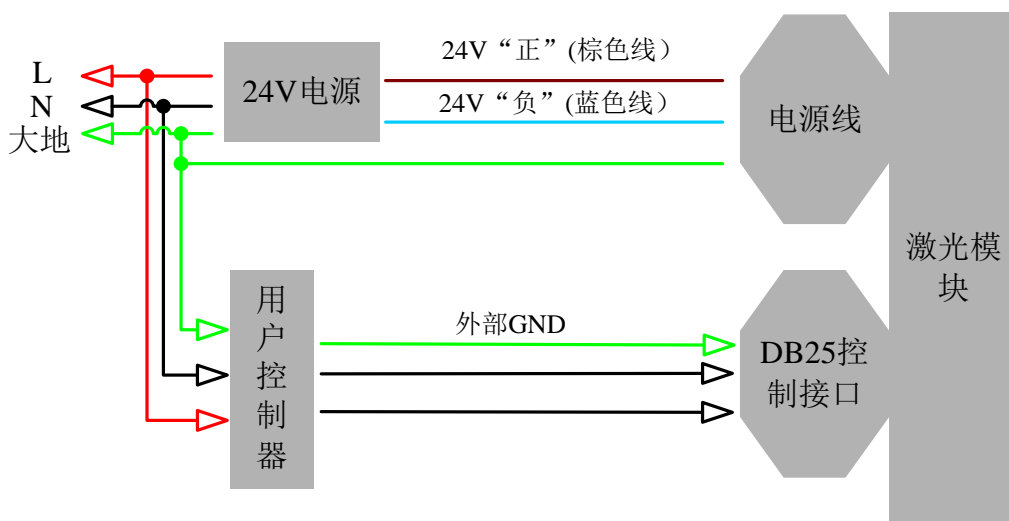 L
N
大地
24V电源
24V“正”(棕色线）
24V“负”(蓝色线）
电源线
激光模
块
用
户
控
制
器
外部GND
DB25控
制接口